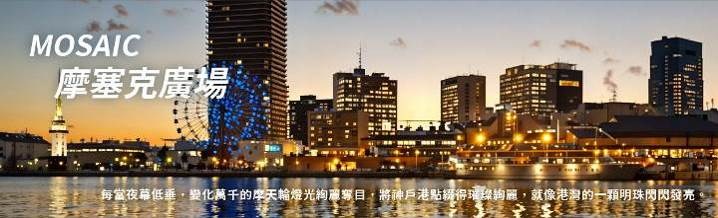 MOSAIC
摩塞克廣場
每當夜幕低垂，變化萬千的摩天輪燈光絢麗奪目，將神戶港點綴得璀璨絢麗，就像港灣的一顆明珠閃閃發亮。